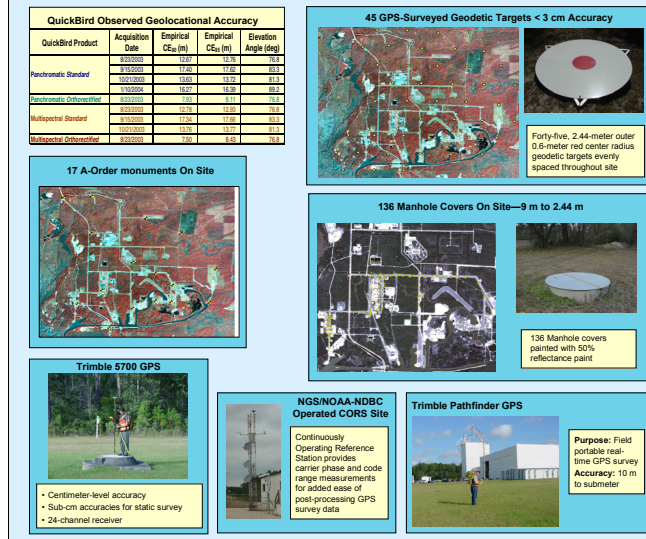 QuickBird Observed Geolocational Accuracy
QuickBird Product Acquisition Date Empirical CE90 (m) Empirical CE95 (m) Elevation Angle (deg)
Panchromatic Standard 8/23/2003 12.67 12.76 76.8
9/15/2003 17.40 17.62 83.3
10/21/2003 13.63 13.72 81.3
1/10/2004 16.27 16.39 89.2
Panchromatic Orthorectified 8/23/2003 7.93 8.11 76.8
Multispectral Standard 8/23/2003 12.78 12.93 76.8
9/15/2003 17.34 17.66 83.3
10/21/2003 13.76 13.77 81.3
Multispectral Orthorectified 8/23/2003 7.50 8.43 76.8
45 GPS-Surveyed Geodetic Targets < 3 cm Accuracy
Forty-five, 2.44-meter outer
0.6-meter red center radius
geodetic targets evenly
spaced throughout site
17 A-Order monuments On Site
136 Manhole Covers On Site—9 m to 2.44 m
136 Manhole covers
painted with 50%
reflectance paint
Trimble 5700 GPS
• Centimeter-level accuracy
• Sub-cm accuracies for static survey
• 24-channel receiver
NGS/NOAA-NDBC
Operated CORS Site
Continuously
Operating Reference
Station provides
carrier phase and code
range measurements
for added ease of
post-processing GPS
survey data
Trimble Pathfinder GPS
Purpose: Field
portable real-
time GPS survey
Accuracy: 10 m
to submeter